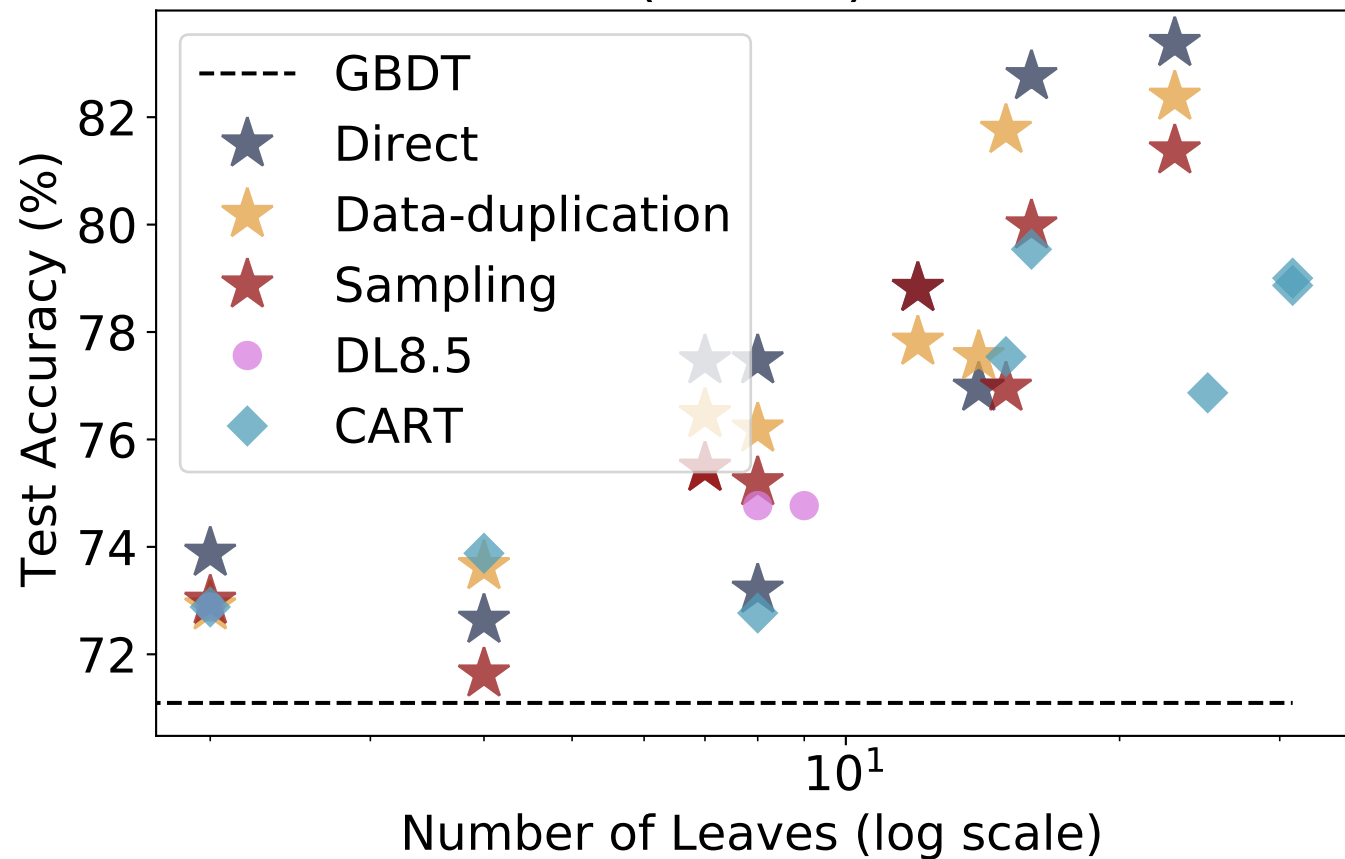 GBDT
Direct
Data-duplication
Sampling
DL8.5
CART
82
80
78
76
74
72
Test Accuracy (%)
10¹
Number of Leaves (log scale)